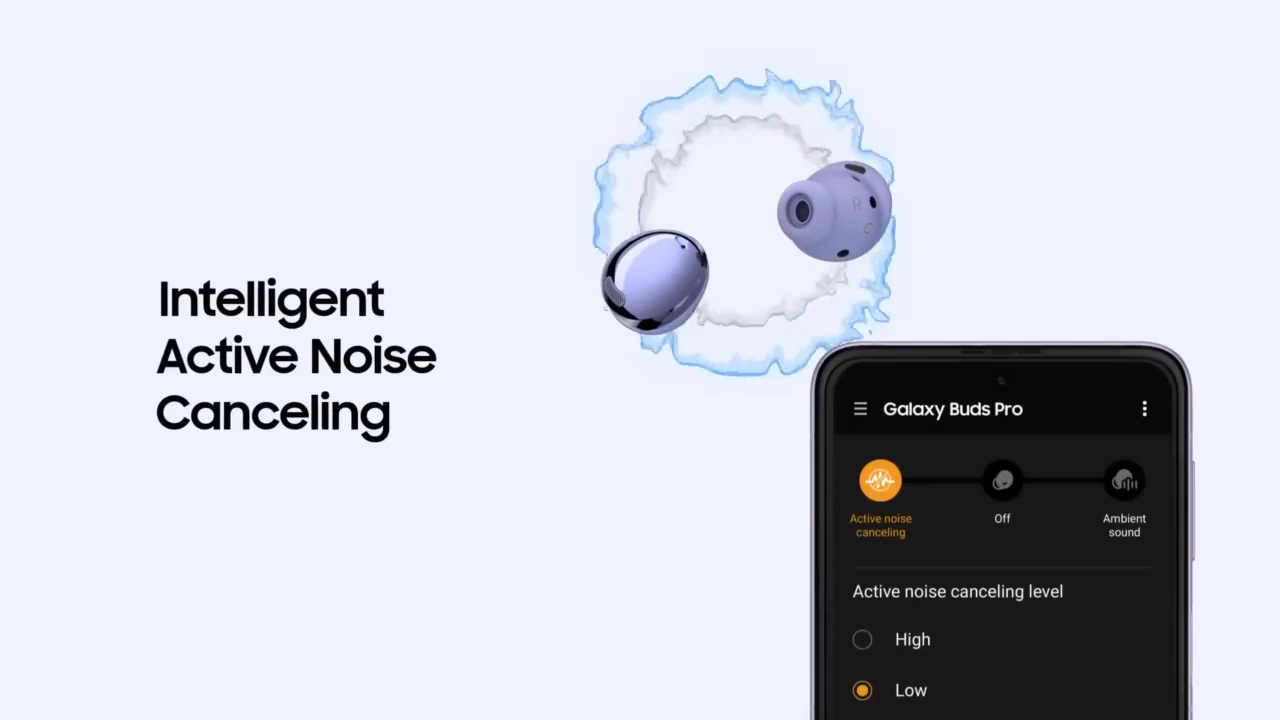 Intelligent
Active Noise
Canceling
R
Galaxy Buds Pro
Active noise
canceling
Off
Ambient
sound
Active noise canceling level
High
Low